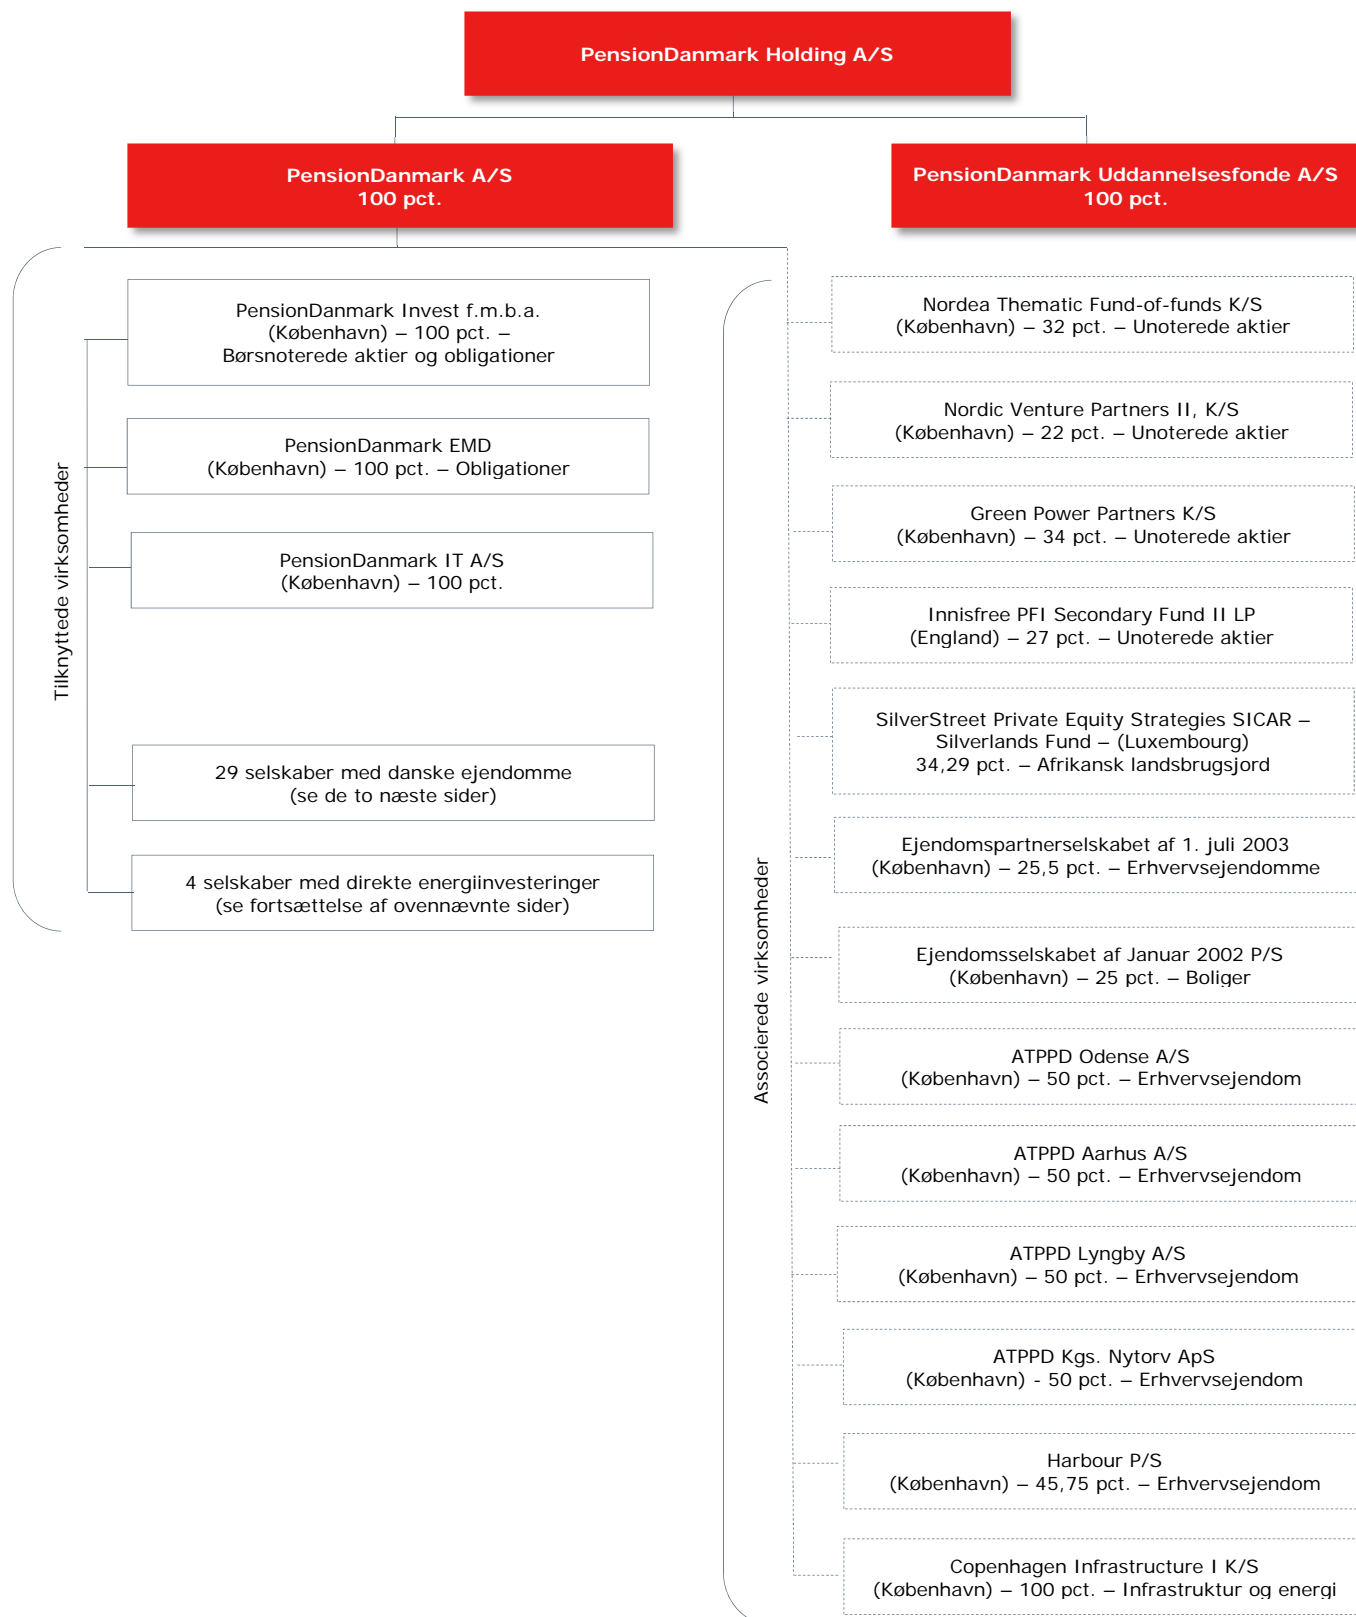 PensionDanmark Holding A/S
PensionDanmark A/S
100 pct.
PensionDanmark Uddannelsesfonde A/S
100 pct.
Tilknyttede virksomheder
PensionDanmark Invest f.m.b.a.
(København) – 100 pct. –
Børsnoterede aktier og obligationer
PensionDanmark EMD
(København) – 100 pct. – Obligationer
PensionDanmark IT A/S
(København) – 100 pct.
29 selskaber med danske ejendomme
(se de to næste sider)
4 selskaber med direkte energiinvesteringer
(se fortsættelse af ovennævnte sider)
Associerede virksomheder
Nordea Thematic Fund-of-funds K/S
(København) – 32 pct. – Unoterede aktier
Nordic Venture Partners II, K/S
(København) – 22 pct. – Unoterede aktier
Green Power Partners K/S
(København) – 34 pct. – Unoterede aktier
Innisfree PFI Secondary Fund II LP
(England) – 27 pct. – Unoterede aktier
SilverStreet Private Equity Strategies SICAR –
Silverlands Fund – (Luxembourg)
34,29 pct. – Afrikansk landsbrugsjord
Ejendomspartnerselskabet af 1. juli 2003
(København) – 25,5 pct. – Erhvervsejendomme
Ejendomsselskabet af Januar 2002 P/S
(København) – 25 pct. – Boliger
ATPPD Odense A/S
(København) – 50 pct. – Erhvervsejendom
ATPPD Aarhus A/S
(København) – 50 pct. – Erhvervsejendom
ATPPD Lyngby A/S
(København) – 50 pct. – Erhvervsejendom
ATPPD Kgs. Nytorv ApS
(København) - 50 pct. – Erhvervsejendom
Harbour P/S
(København) – 45,75 pct. – Erhvervsejendom
Copenhagen Infrastructure I K/S
(København) – 100 pct. – Infrastruktur og energi